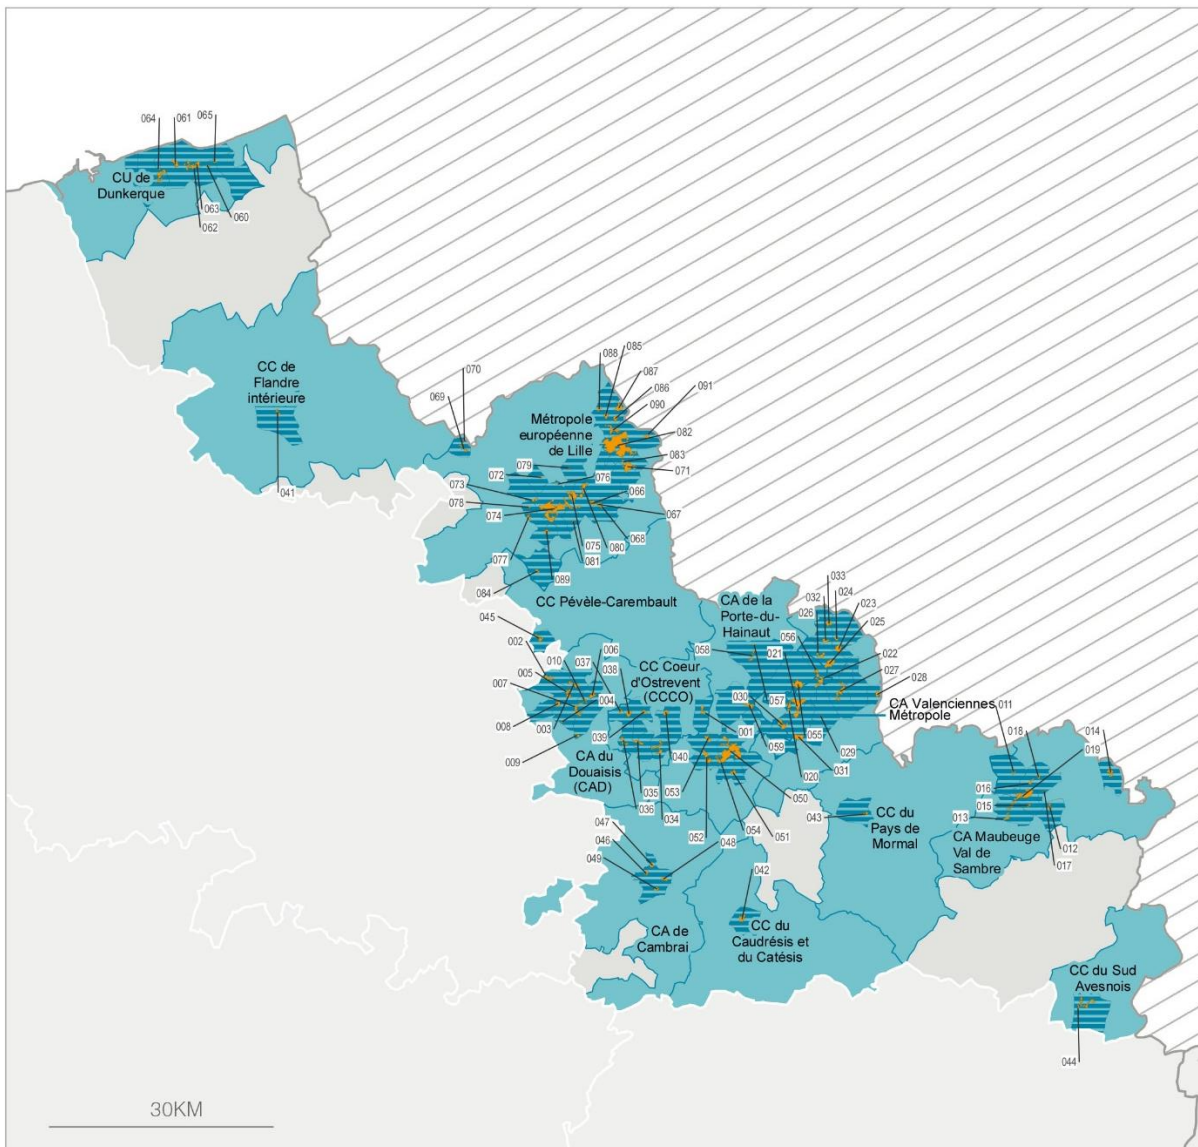 064
061
065
CU de
Dunkerque
063
060
062
CC de
Flandre
intérieure
041
069
070
088
085
087
086
091
090
082
Métropole
européenne
de Lille
083
071
079
072
076
073
066
078
067
074
068
075
080
077
081
089
084
CC Pévèle-Carembault
045
CA de la
Porte-du-
Hainaut
033
032
024
023
026
025
056
002
006
058
021
022
010
037
038
CC Coeur
d'Ostrevent
(CCCO)
027
005
028
007
030
004
057
CA Valenciennes
Métropole
011
008
003
001
055
018
014
039
059
029
019
009
040
020
031
CA du
Douaisis
(CAD)
016
035
053
050
015
036
043
CC du
Pays de
Mormal
013
034
CA Maubeuge
Val de
Sambre
012
047
052
054
051
017
046
048
049
042
CA de
Cambrai
CC du
Caudrésis et
du Catésis
CC du Sud
Avesnois
044
30KM